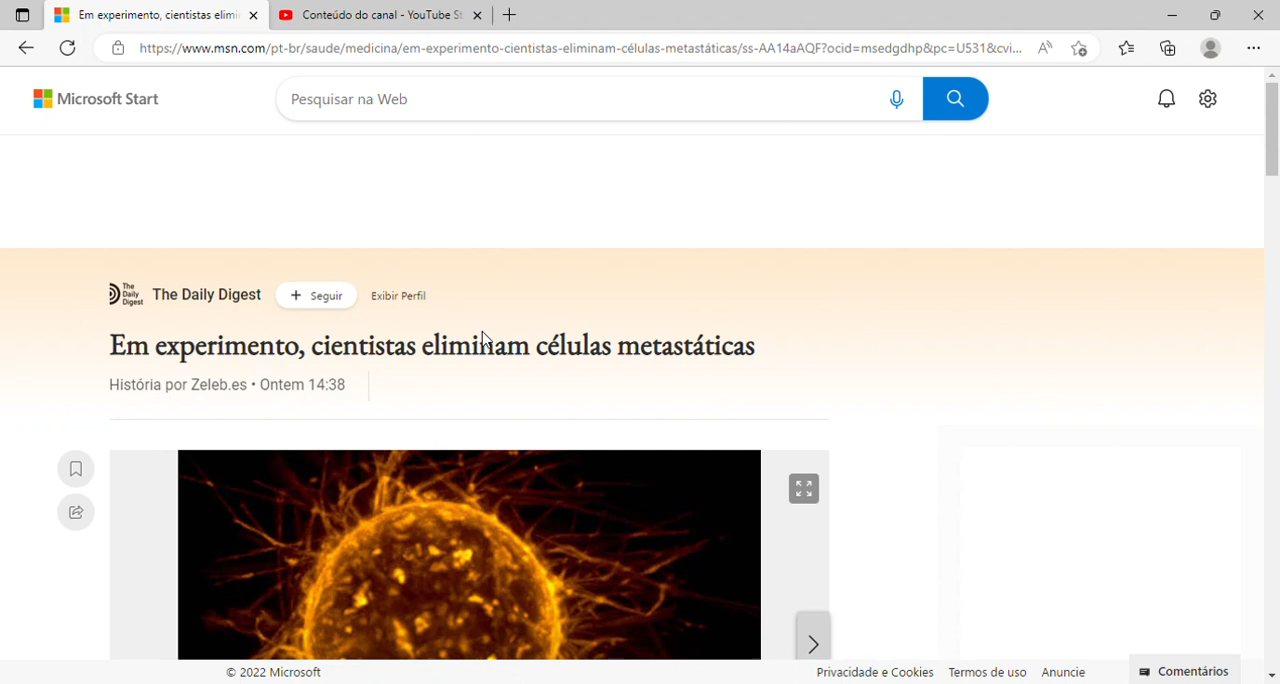 Em experimento, cientistas elimi
Conteúdo do canal - YouTube St
https://www.msn.com/pt-br/saude/medicina/em-experimento-cientistas-eliminam-células-metastáticas/ss-AA14aAQF?ocid=msedgdhp&pc=U531&cvi...
Microsoft Start
Pesquisar na Web
The Daily Digest
The Daily Digest
+ Seguir
Exibir Perfil
Em experimento, cientistas eliminam células metastáticas
História por Zeleb.es • Ontem 14:38
© 2022 Microsoft
Privacidade e Cookies
Termos de uso
Anuncie
Comentários